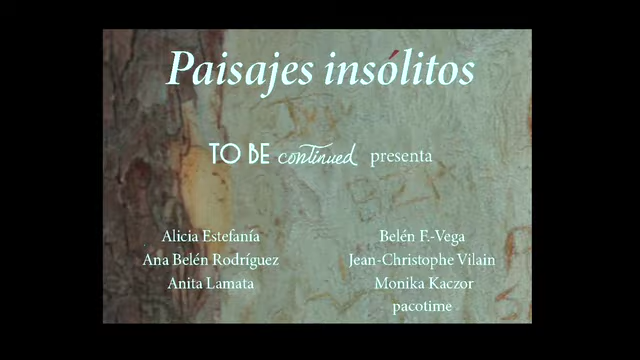 Paisajes insólitos
TO BE continued presenta
Alicia Estefanía
Ana Belén Rodríguez
Anita Lamata
Belén F.-Vega
Jean-Christophe Vilain
Monika Kaczor
pacotime